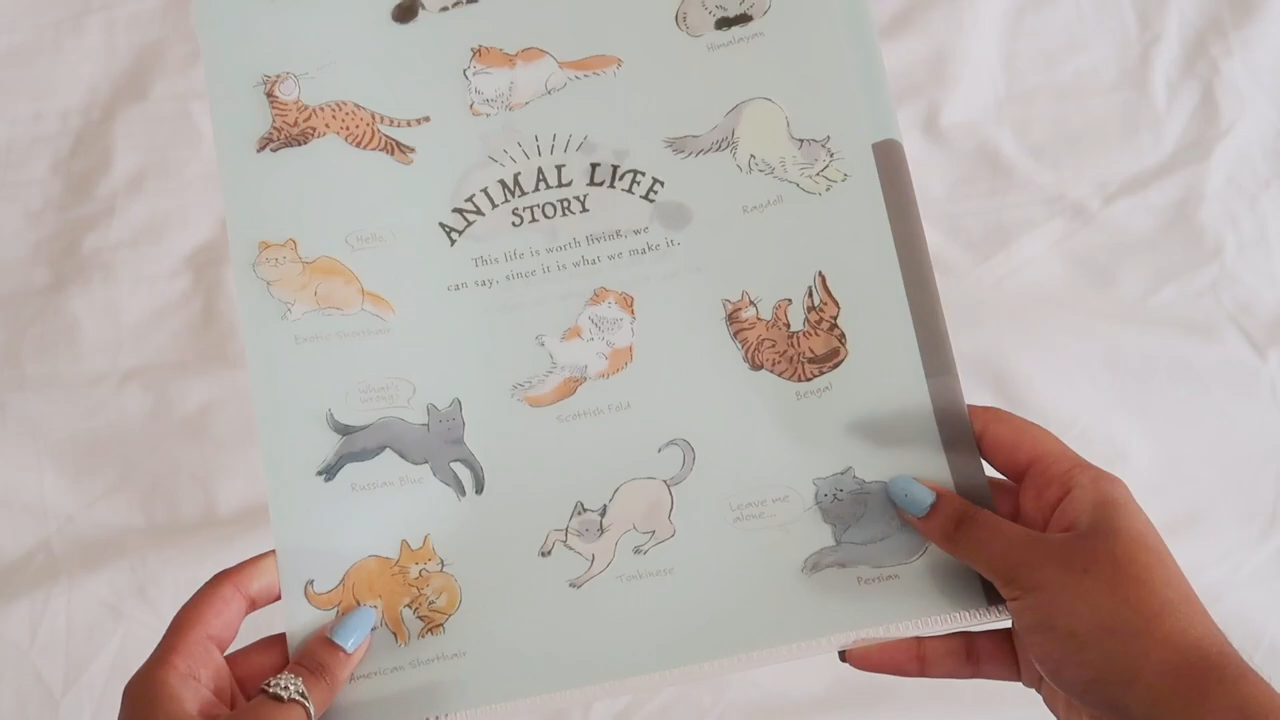 Himalayan
ANIMAL LIFE
STORY
This life is worth living, we
can say, since it is what we make it.
Ragdoll
Hello.
Exotic Shorthair
Scottish Fold
Bengal
What's
wrong?
Russian Blue
Leave me
alone...
Tonkinese
Persian
American Shorthair